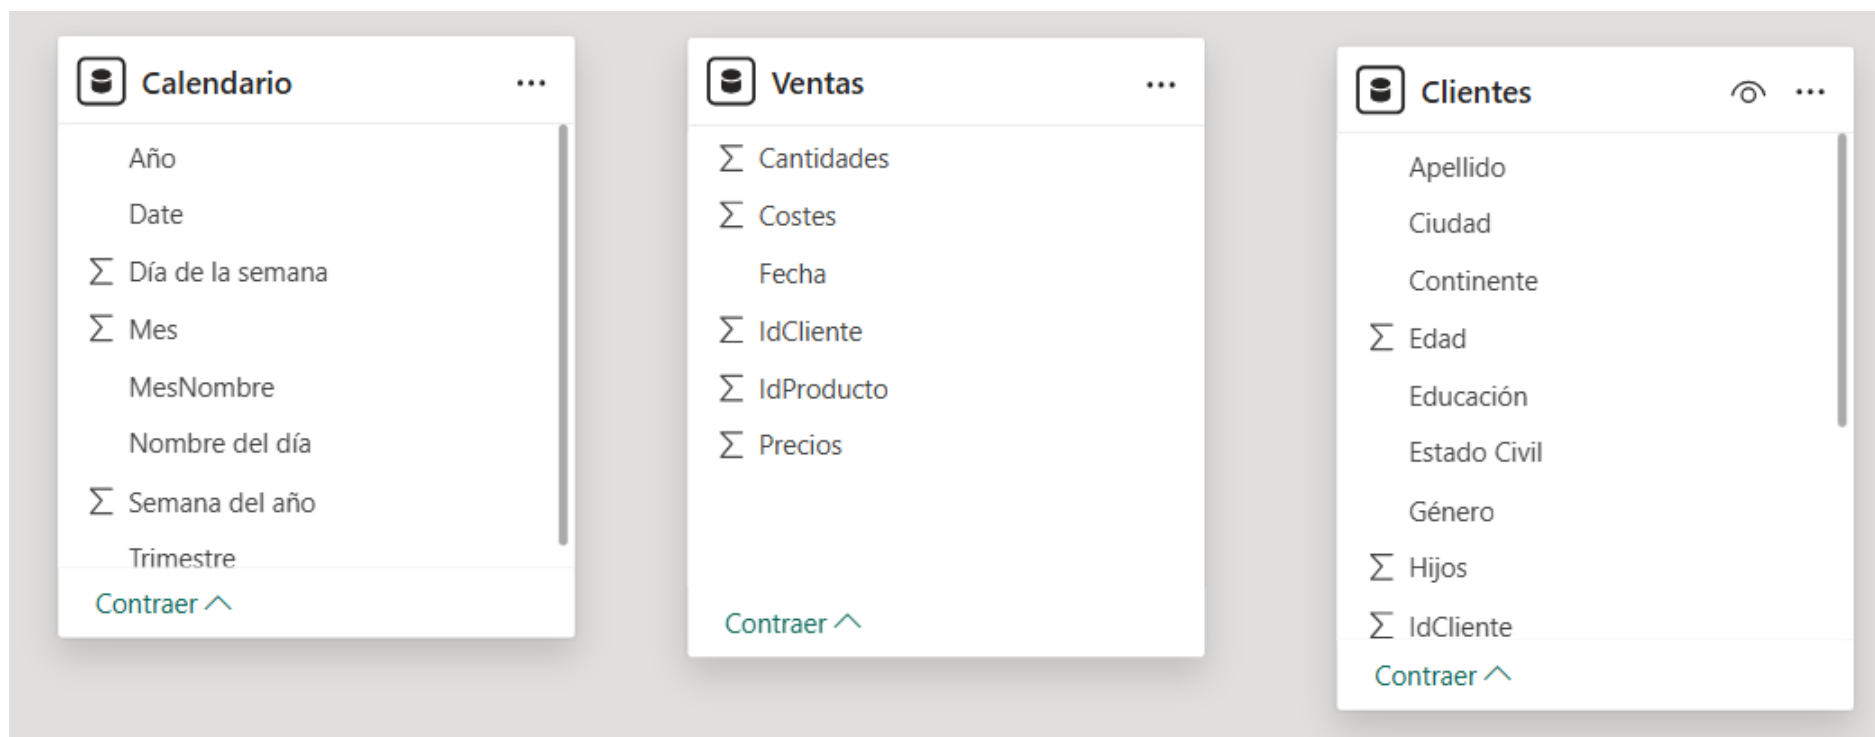 Calendario
Año
Date
Día de la semana
Mes
MesNombre
Nombre del día
Semana del año
Trimestre
Contraer
Ventas
Cantidades
Costes
Fecha
IdCliente
IdProducto
Precios
Contraer
Clientes
Apellido
Ciudad
Continente
Edad
Educación
Estado Civil
Género
Hijos
IdCliente
Contraer